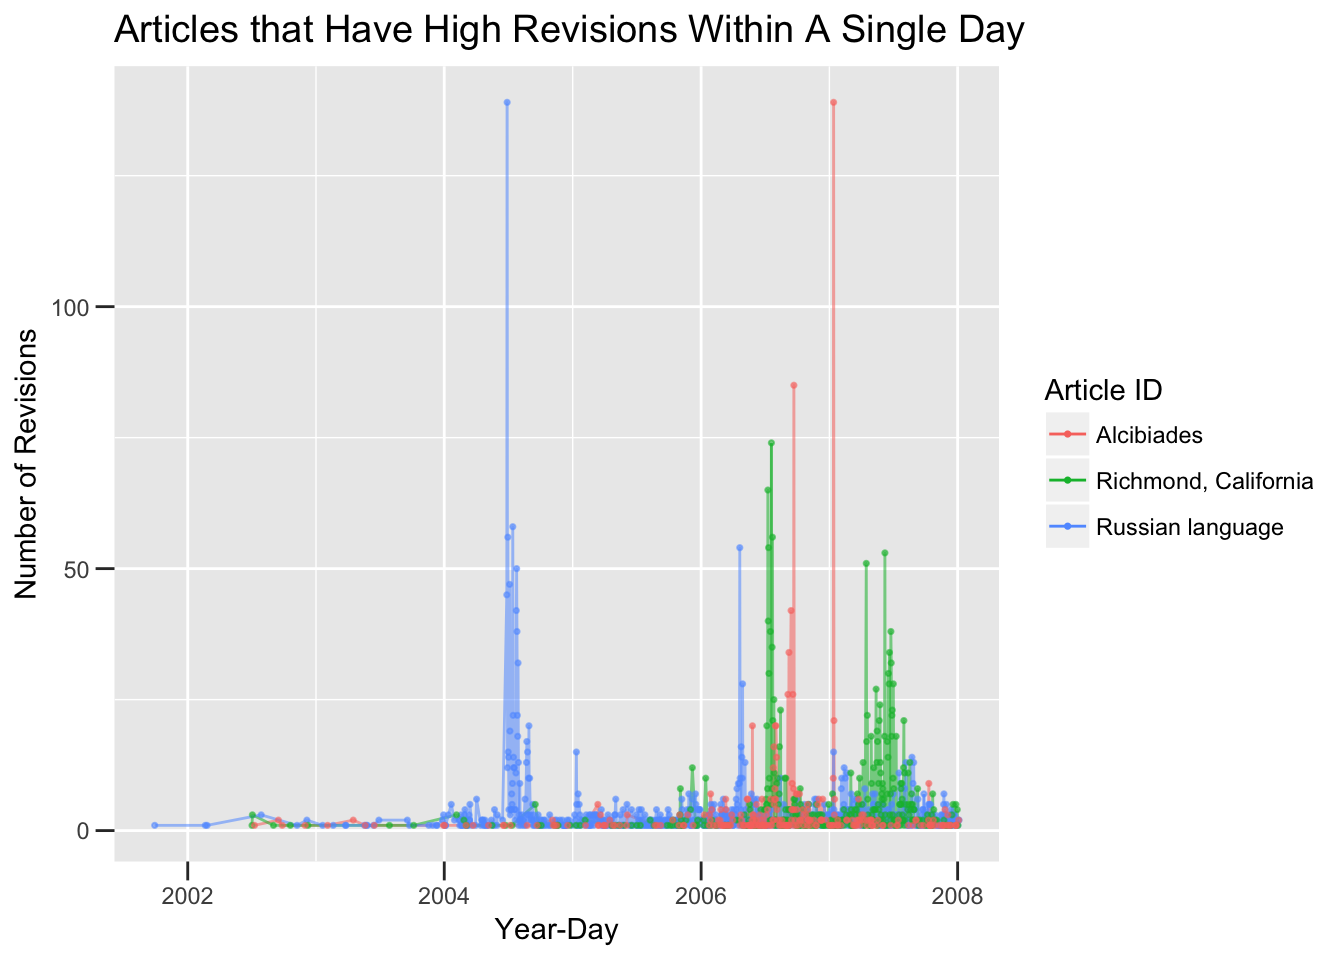 Articles that Have High Revisions Within A Single Day
Number of Revisions
100
50
0
2002
2004
2006
2008
Year-Day
Article ID
Alcibiades
Richmond, California
Russian language